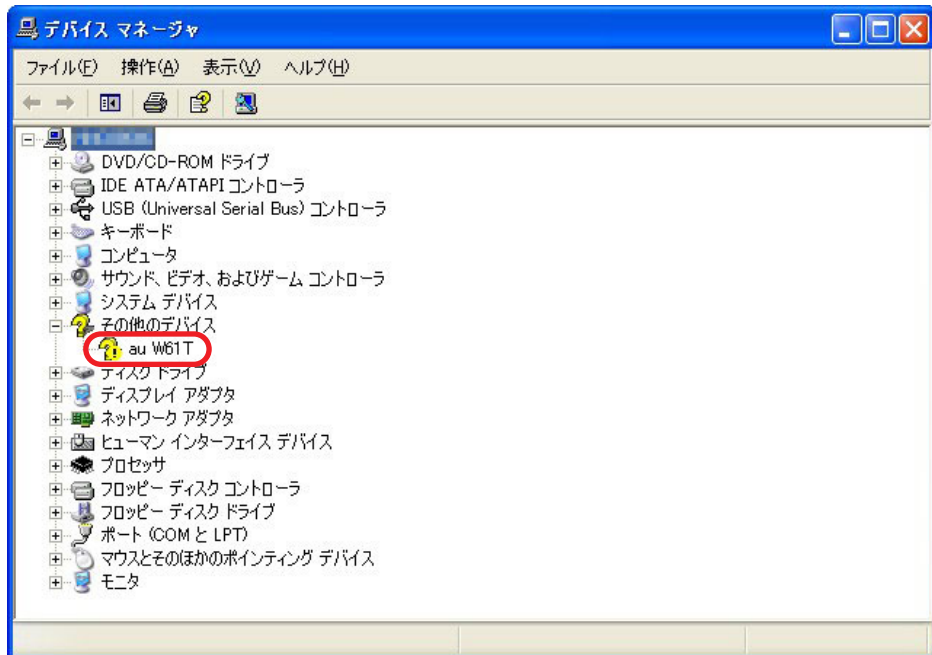 デバイス マネージャ
ファイル(F) 操作(A) 表示(V) ヘルプ(H)
DVD/CD-ROM ドライブ
IDE ATA/ATAPI コントローラ
USB (Universal Serial Bus) コントローラ
キーボード
コンピュータ
サウンド、ビデオ、およびゲーム コントローラ
システム デバイス
その他のデバイス
au W61T
ディスク ドライブ
ディスプレイ アダプタ
ネットワーク アダプタ
ヒューマン インターフェイス デバイス
プロセッサ
フロッピー ディスク コントローラ
フロッピー ディスク ドライブ
ポート (COM と LPT)
マウスとそのほかのポインティング デバイス
モニタ